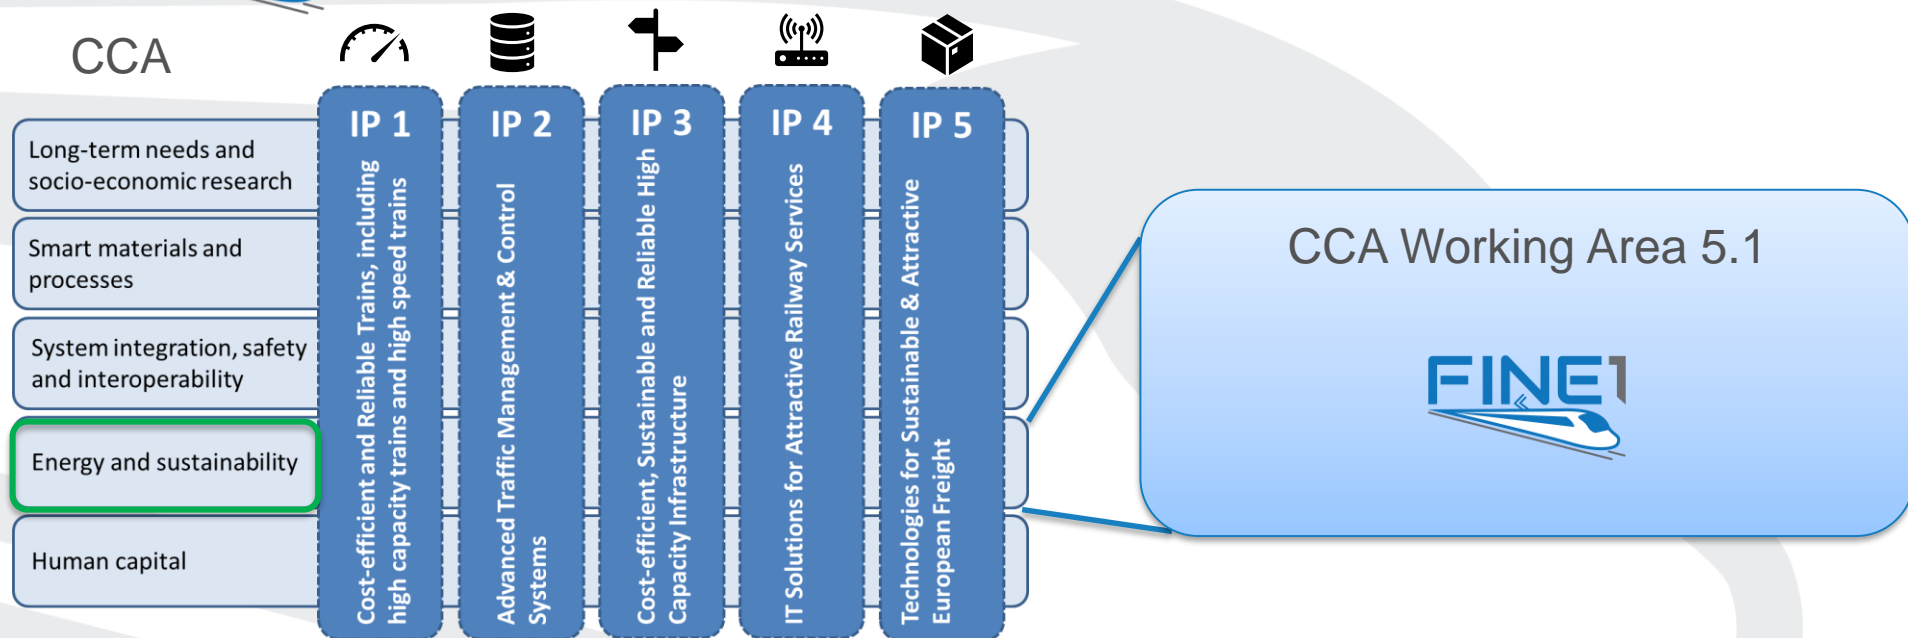 CCA
Long-term needs and
socio-economic research
Smart materials and
processes
System integration, safety
and interoperability
Energy and sustainability
Human capital
IP 1
Cost-efficient and Reliable Trains, including
high capacity trains and high speed trains
IP 2
Advanced Traffic Management & Control
Systems
IP 3
Cost-efficient, Sustainable and Reliable High
Capacity Infrastructure
IP 4
IT Solutions for Attractive Railway Services
IP 5
Technologies for Sustainable & Attractive
European Freight
CCA Working Area 5.1
FINE1